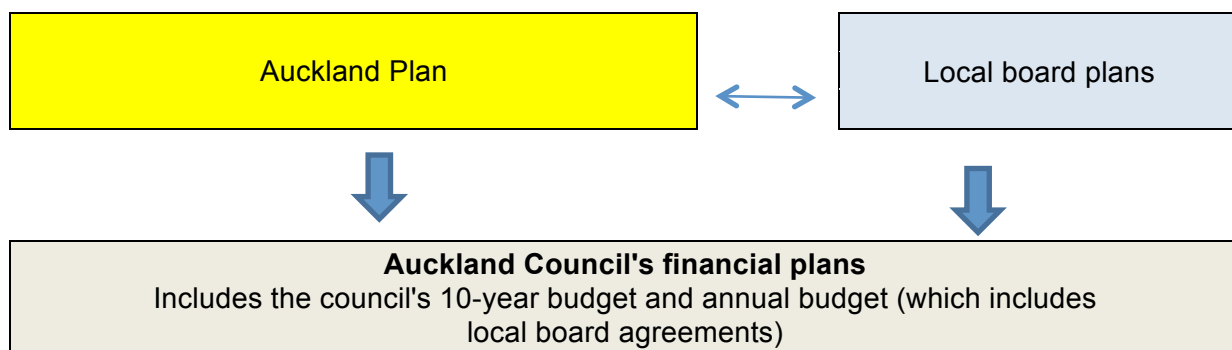 Auckland Plan
Local board plans
Auckland Council's financial plans
Includes the council's 10-year budget and annual budget (which includes
local board agreements)